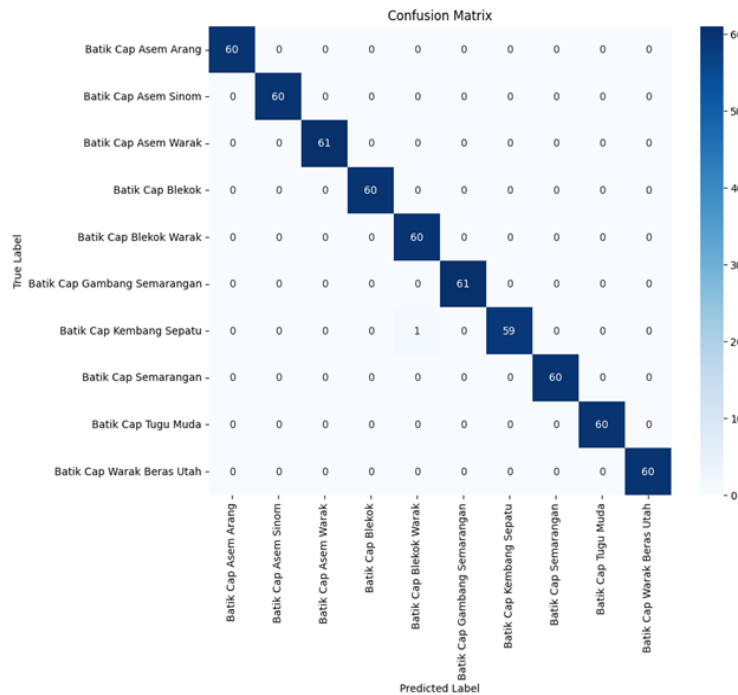 Confusion Matrix
Batik Cap Asem Arang 60 0 0 0 0 0 0 0 0 0
Batik Cap Asem Sinom 0 60 0 0 0 0 0 0 0 0
Batik Cap Asem Warak 0 0 61 0 0 0 0 0 0 0
Batik Cap Blekok 0 0 0 60 0 0 0 0 0 0
Batik Cap Blekok Warak 0 0 0 0 60 0 0 0 0 0
Batik Cap Gambang Semarangan 0 0 0 0 0 61 0 0 0 0
Batik Cap Kembang Sepatu 0 0 0 0 1 0 59 0 0 0
Batik Cap Semarangan 0 0 0 0 0 0 0 60 0 0
Batik Cap Tugu Muda 0 0 0 0 0 0 0 0 60 0
Batik Cap Warak Beras Utah 0 0 0 0 0 0 0 0 0 60
True Label
Batik Cap Asem Arang
Batik Cap Asem Sinom
Batik Cap Asem Warak
Batik Cap Blekok
Batik Cap Blekok Warak
Batik Cap Gambang Semarangan
Batik Cap Kembang Sepatu
Batik Cap Semarangan
Batik Cap Tugu Muda
Batik Cap Warak Beras Utah
Predicted Label
60
50
40
30
20
10
0